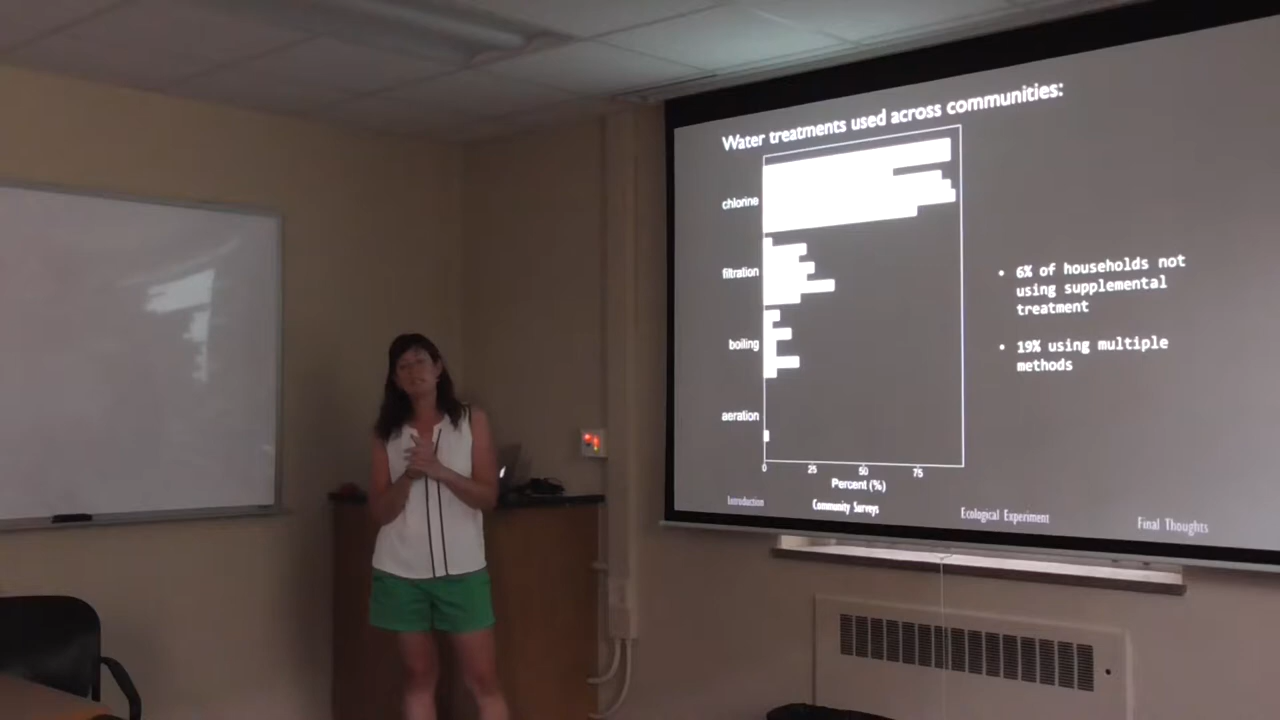 Water treatments used across communities:
chlorine
filtration
boiling
aeration
0 25 50 75
Percent (%)
• 6% of households not
using supplemental
treatment
• 19% using multiple
methods
Introduction Community Surveys Ecological Experiment Final Thoughts